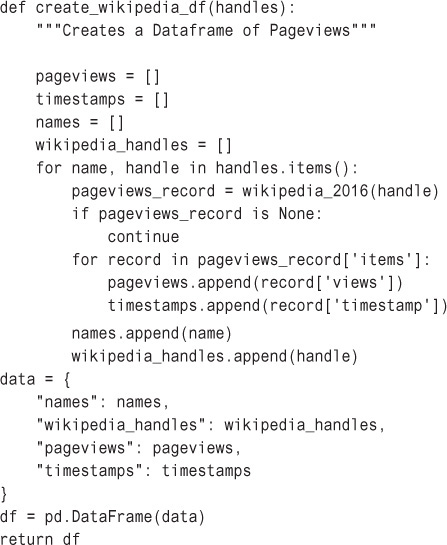 def create_wikipedia_df(handles):
    """Creates a Dataframe of Pageviews"""

    pageviews = []
    timestamps = []
    names = []
    wikipedia_handles = []
    for name, handle in handles.items():
        pageviews_record = wikipedia_2016(handle)
        if pageviews_record is None:
            continue
        for record in pageviews_record['items']:
            pageviews.append(record['views'])
            timestamps.append(record['timestamp'])
        names.append(name)
        wikipedia_handles.append(handle)
data = {
    "names": names,
    "wikipedia_handles": wikipedia_handles,
    "pageviews": pageviews,
    "timestamps": timestamps
}
df = pd.DataFrame(data)
return df